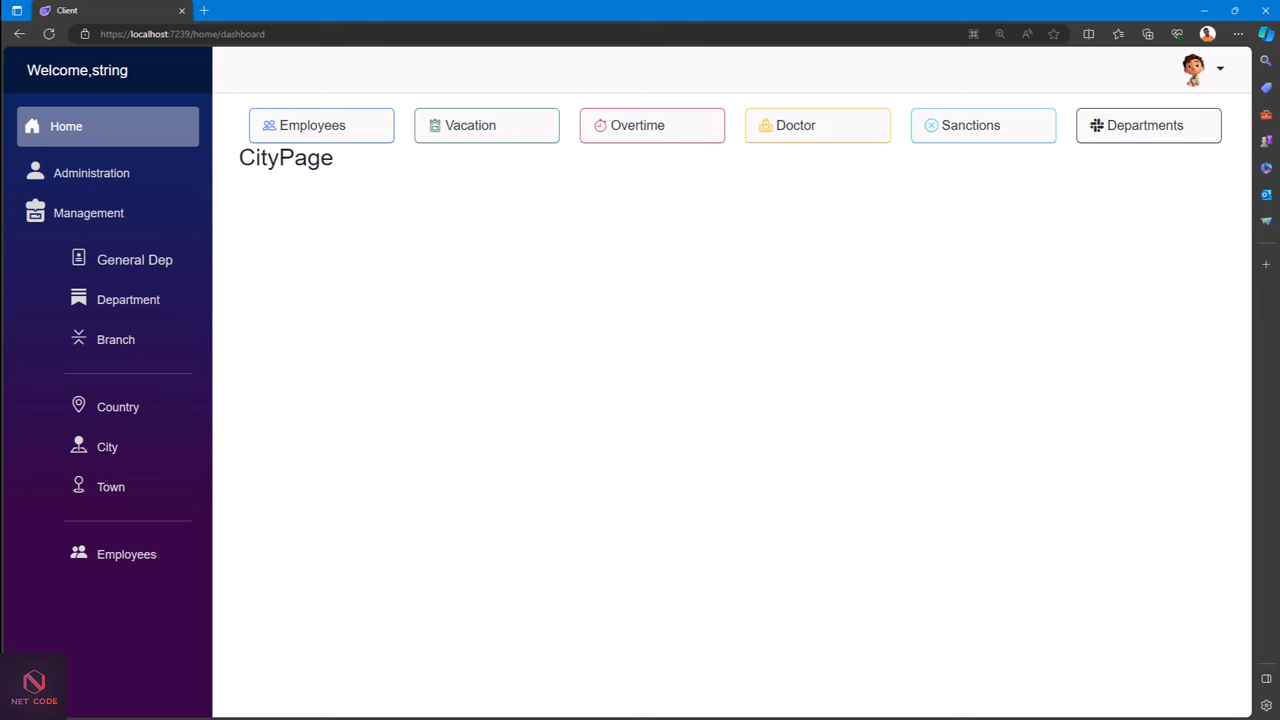 Client
https://localhost:7239/home/dashboard
Welcome,string
Home
Administration
Management
General Dep
Department
Branch
Country
City
Town
Employees
Employees
Vacation
Overtime
Doctor
Sanctions
Departments
CityPage
NET CODE